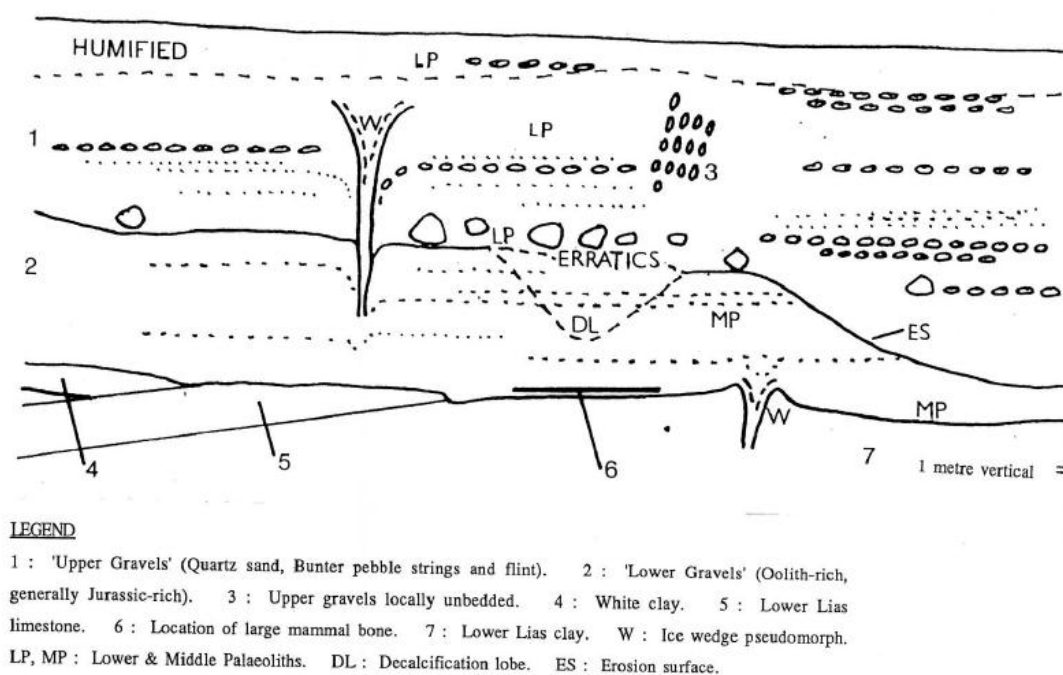 HUMIFIED
LP
W
1
LP
3
LP
2
ERRATICS
DL
MP
ES
W
MP
4
5
6
7
1 metre vertical =
LEGEND
1 : 'Upper Gravels' (Quartz sand, Bunter pebble strings and flint). 2 : 'Lower Gravels' (Oolith-rich,
generally Jurassic-rich). 3 : Upper gravels locally unbedded. 4 : White clay. 5 : Lower Lias
limestone. 6 : Location of large mammal bone. 7 : Lower Lias clay. W : Ice wedge pseudomorph.
LP, MP : Lower & Middle Palaeoliths. DL : Decalcification lobe. ES : Erosion surface.